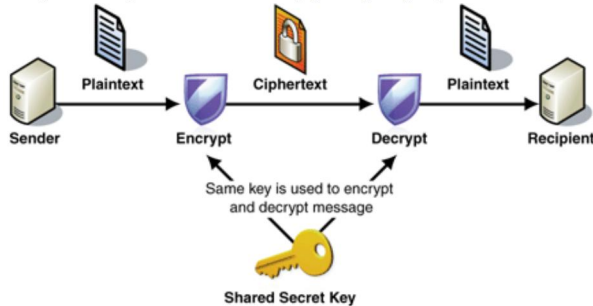 Plaintext
Ciphertext
Plaintext
Sender
Encrypt
Decrypt
Recipient
Same key is used to encrypt
and decrypt message
Shared Secret Key